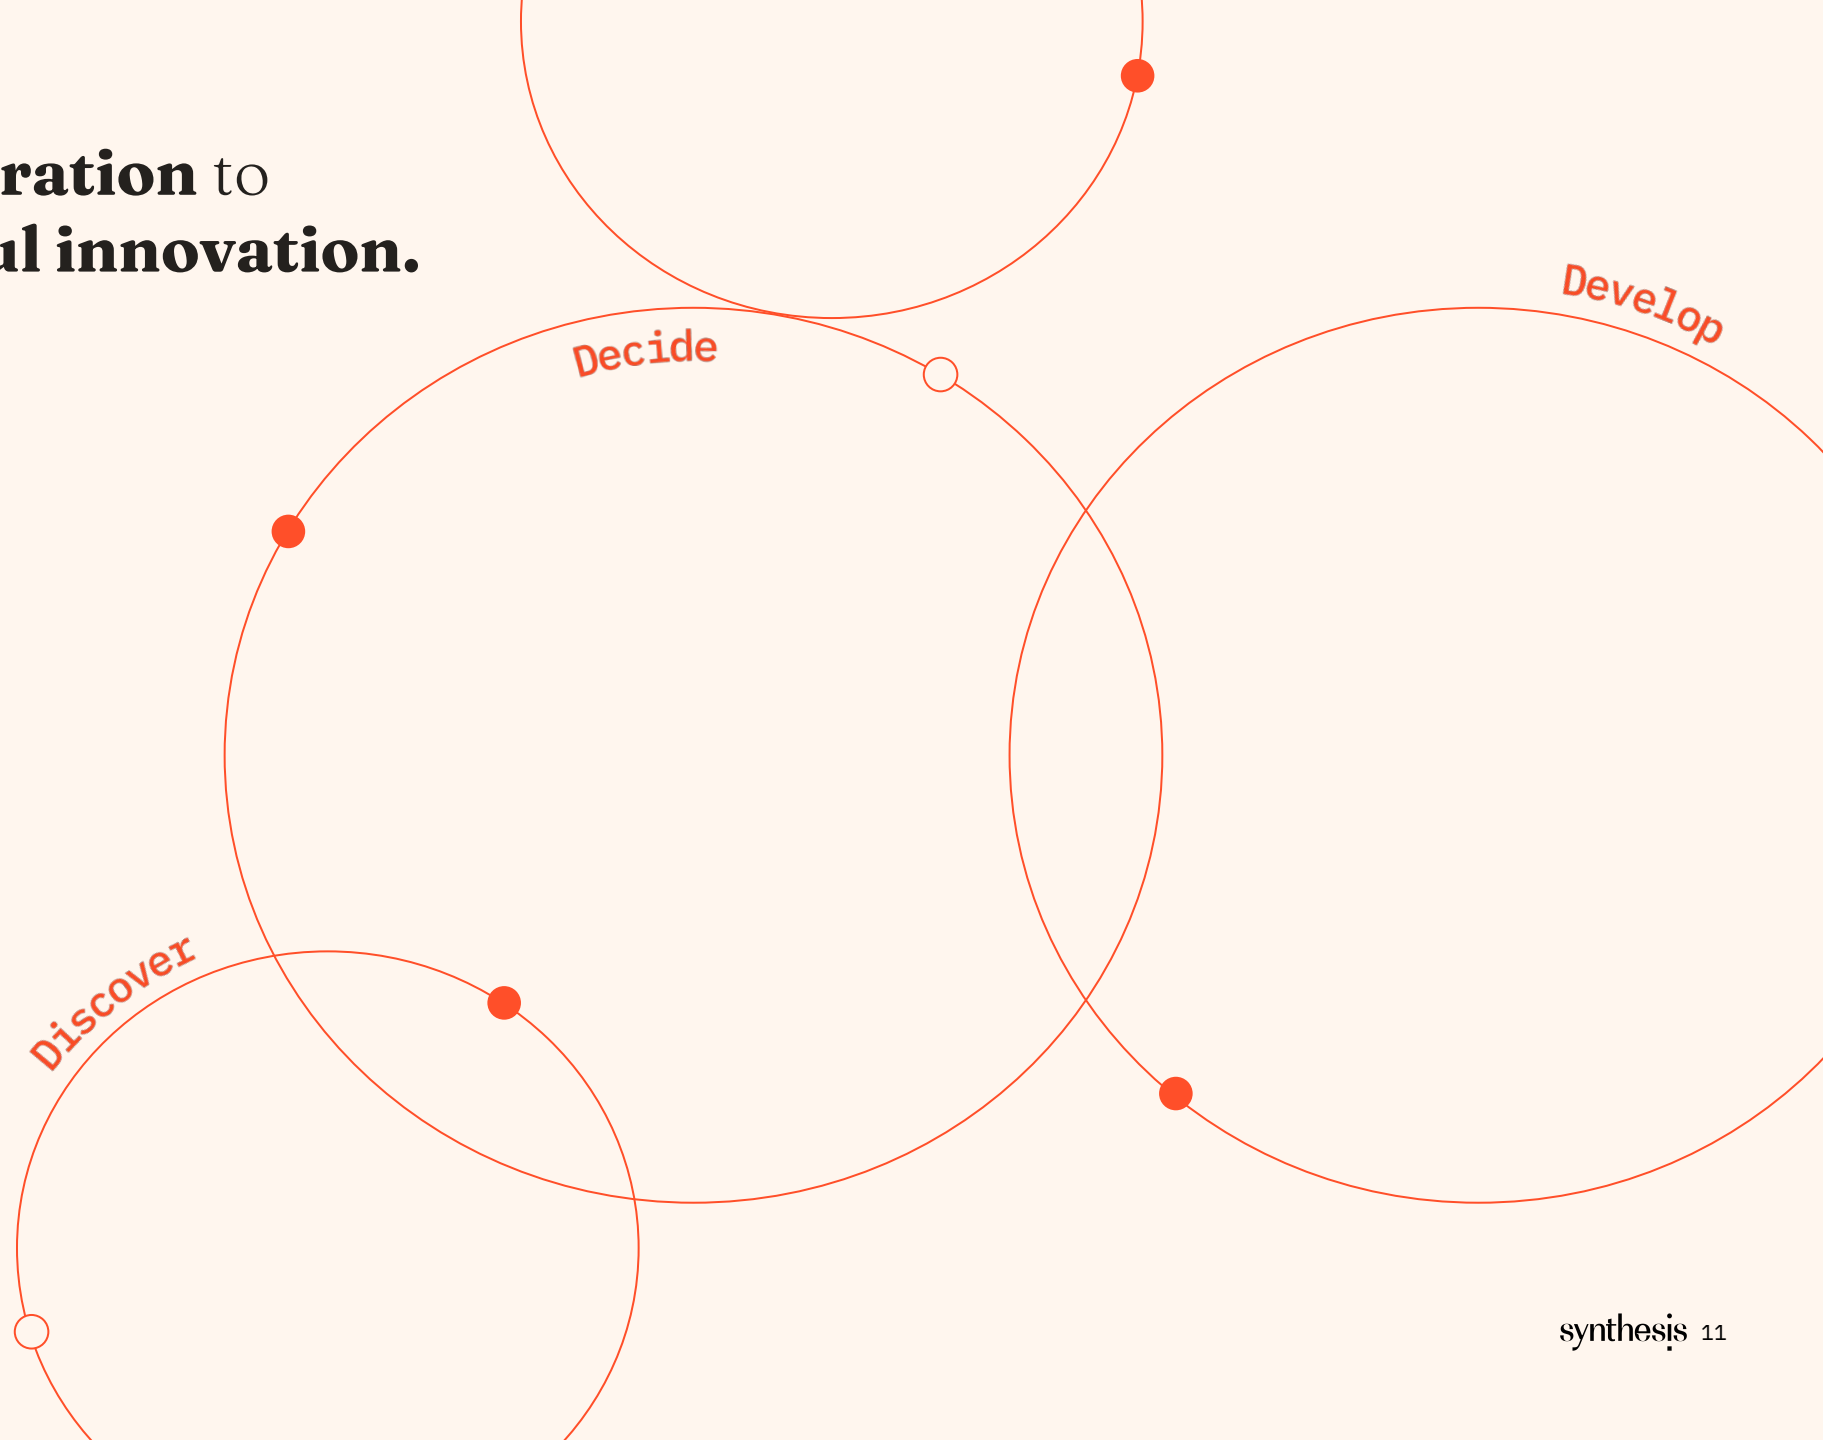 ration to
ul innovation.
Develop
Decide
Discover
synthesis 11